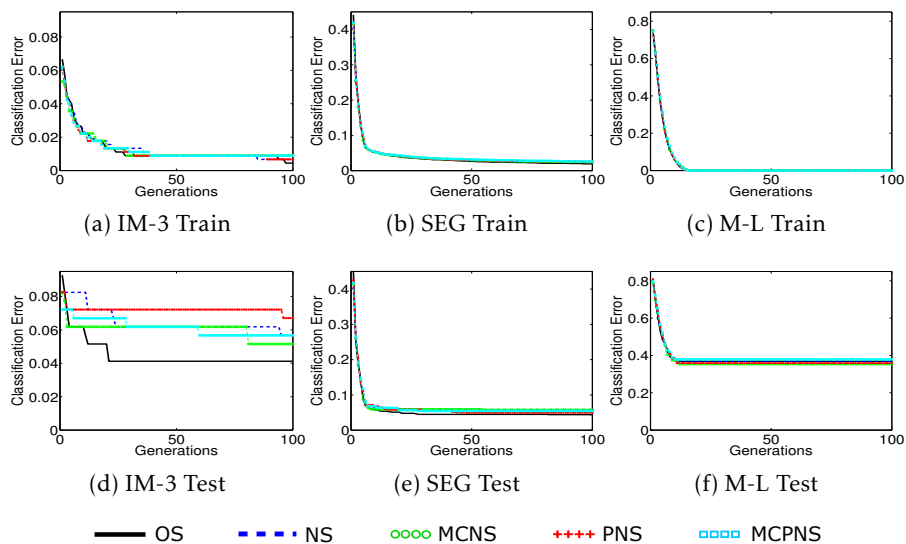 Classification Error
0.08
0.06
0.04
0.02
0
0
50
100
Generations
(a) IM-3 Train
Classification Error
0.4
0.3
0.2
0.1
0
0
50
100
Generations
(b) SEG Train
Classification Error
0.8
0.6
0.4
0.2
0
0
50
100
Generations
(c) M-L Train
Classification Error
0.08
0.06
0.04
0.02
0
0
50
100
Generations
(d) IM-3 Test
Classification Error
0.4
0.3
0.2
0.1
0
0
50
100
Generations
(e) SEG Test
Classification Error
0.8
0.6
0.4
0.2
0
0
50
100
Generations
(f) M-L Test
OS NS MCNS PNS MCPNS